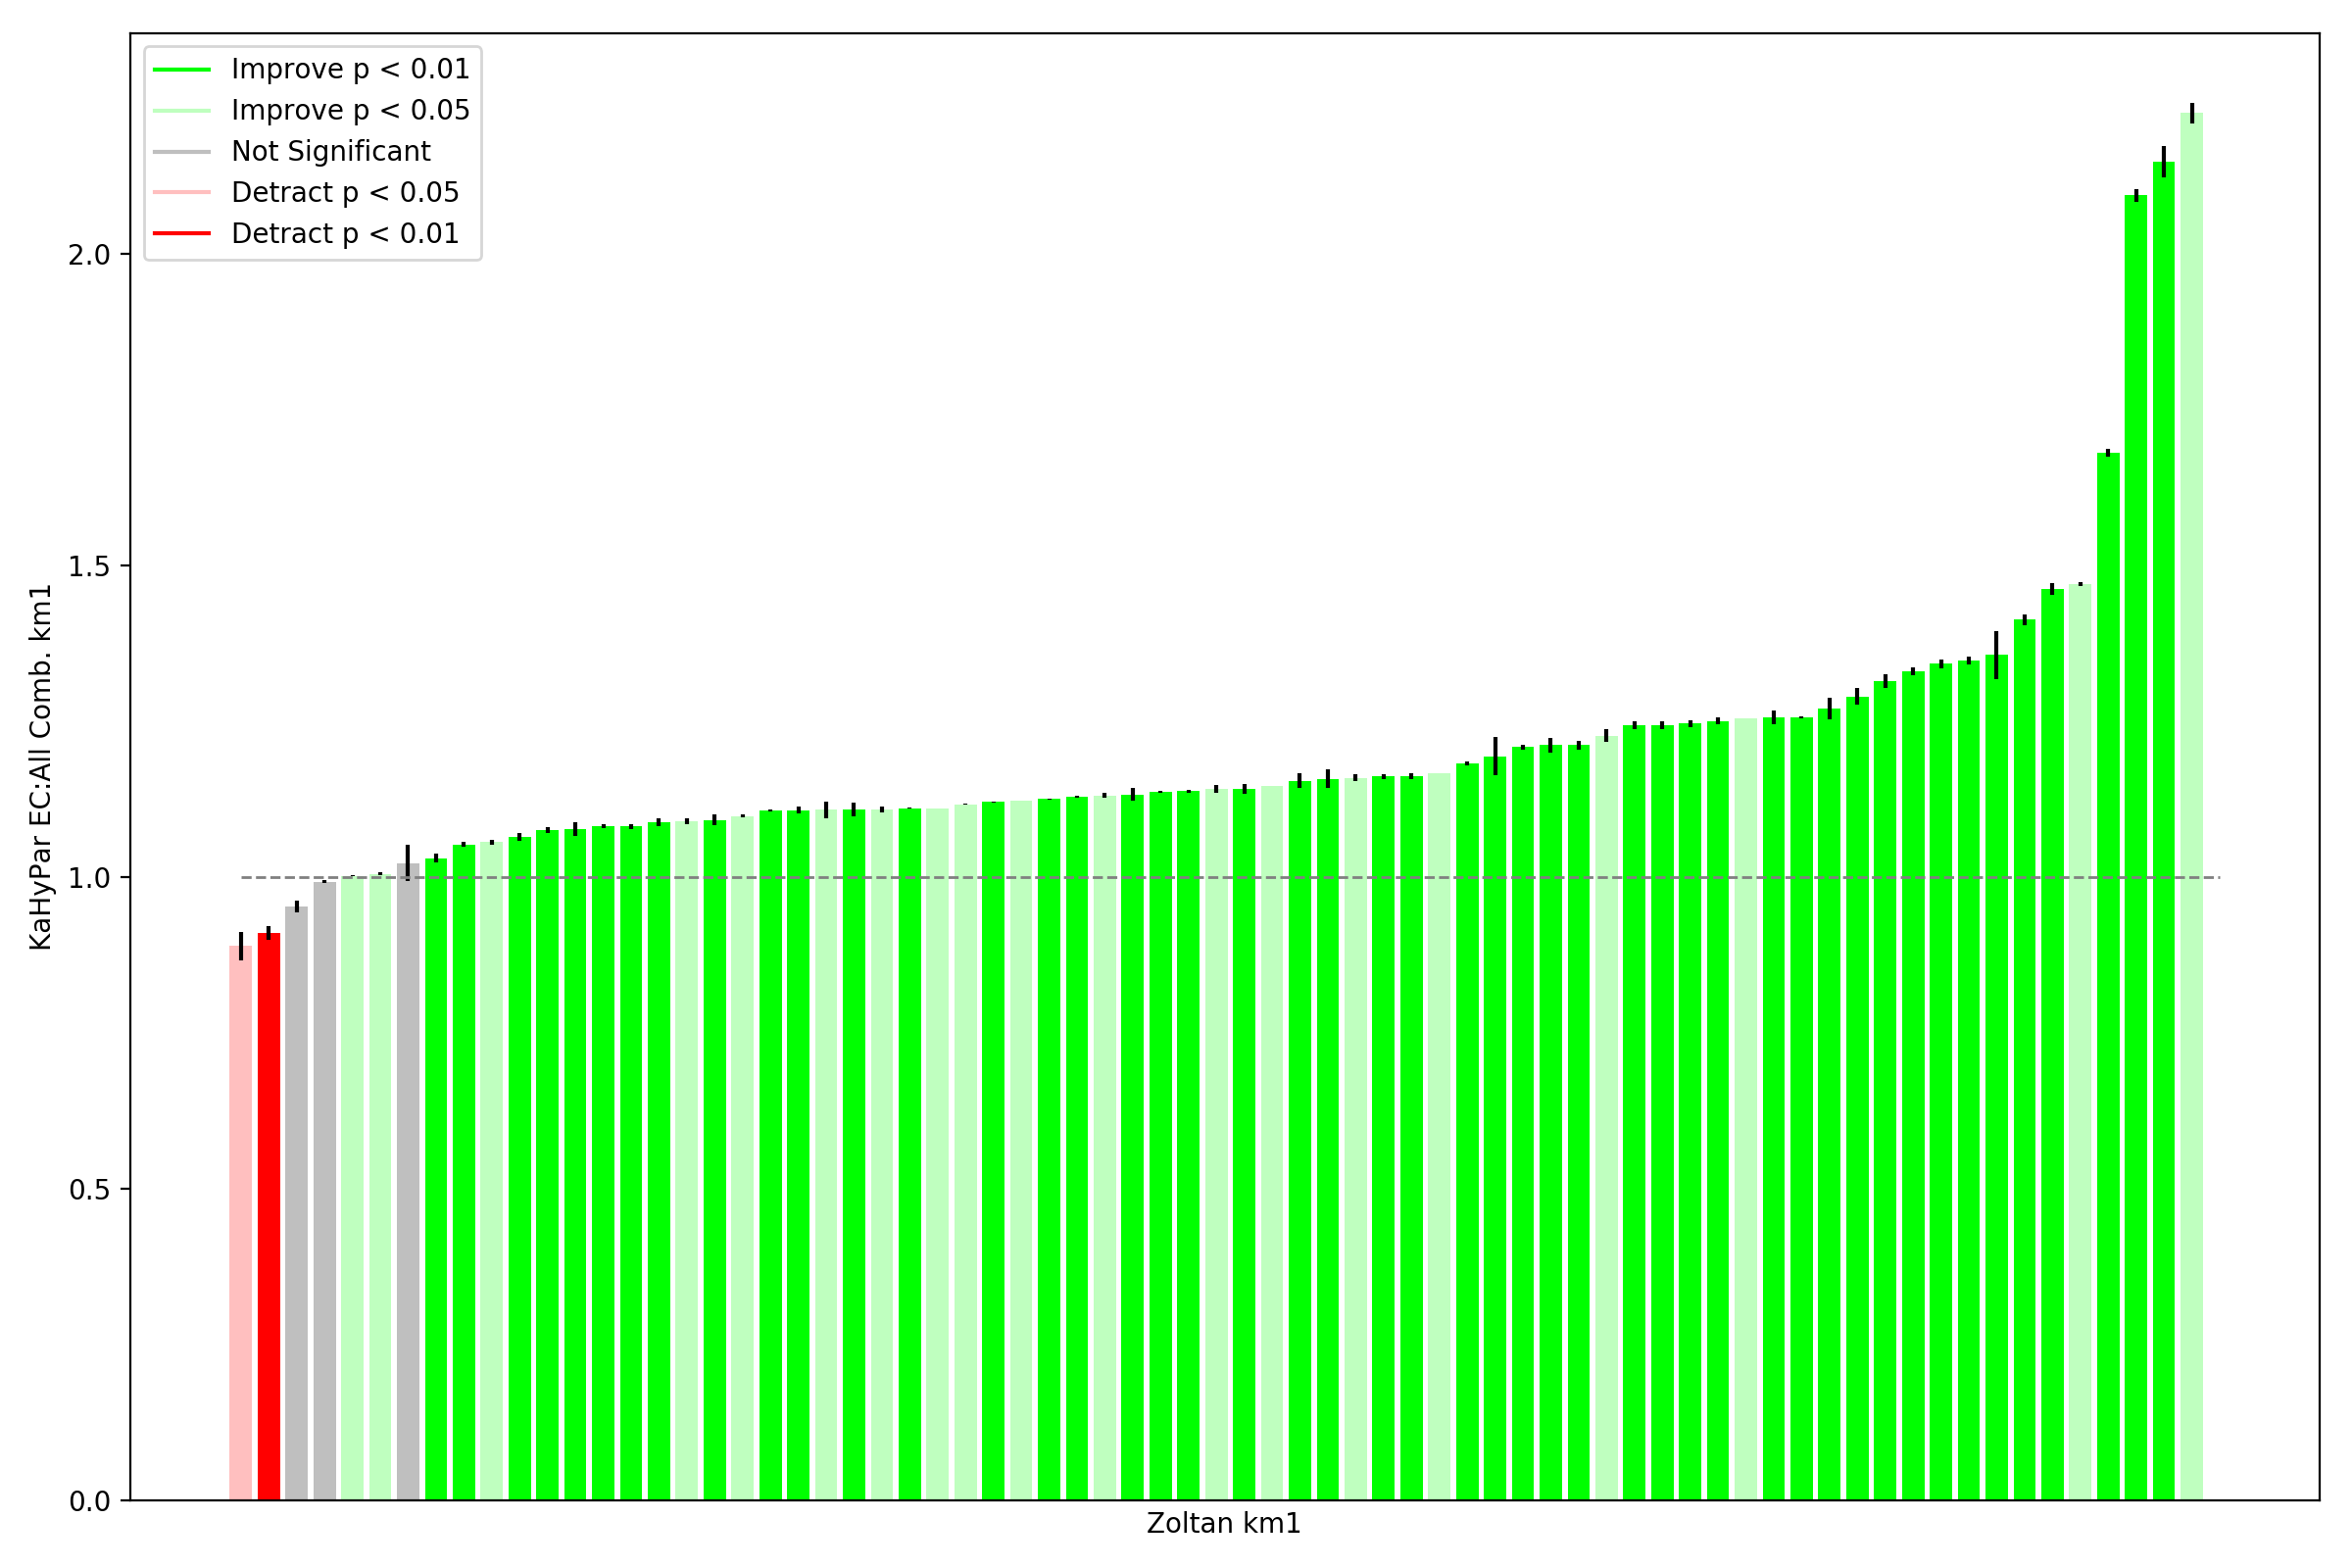 Improve p < 0.01
Improve p < 0.05
Not Significant
Detract p < 0.05
Detract p < 0.01
2.0
1.5
1.0
0.5
0.0
KaHyPar EC:All Comb. km1
Zoltan km1